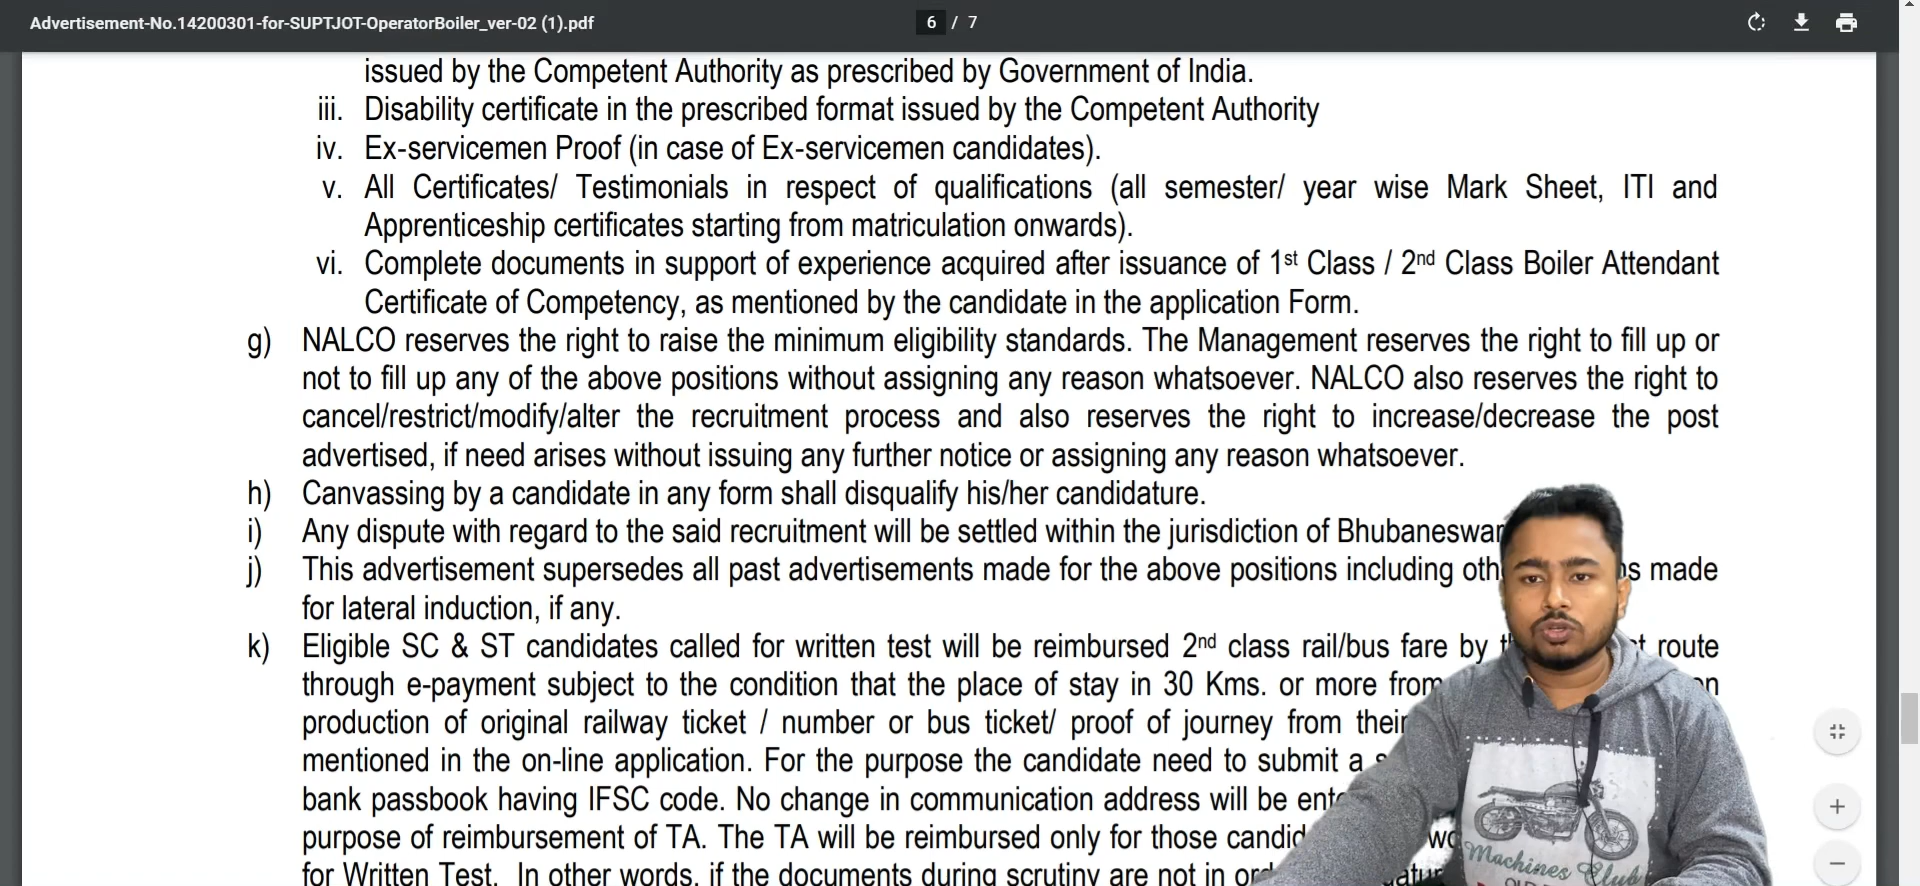 Advertisement-No.14200301-for-SUPTJOT-OperatorBoiler_ver-02 (1).pdf
6 / 7
issued by the Competent Authority as prescribed by Government of India.
iii. Disability certificate in the prescribed format issued by the Competent Authority
iv. Ex-servicemen Proof (in case of Ex-servicemen candidates).
v. All Certificates/ Testimonials in respect of qualifications (all semester/ year wise Mark Sheet, ITI and
Apprenticeship certificates starting from matriculation onwards).
vi. Complete documents in support of experience acquired after issuance of 1st Class / 2nd Class Boiler Attendant
Certificate of Competency, as mentioned by the candidate in the application Form.
g) NALCO reserves the right to raise the minimum eligibility standards. The Management reserves the right to fill up or
not to fill up any of the above positions without assigning any reason whatsoever. NALCO also reserves the right to
cancel/restrict/modify/alter the recruitment process and also reserves the right to increase/decrease the post
advertised, if need arises without issuing any further notice or assigning any reason whatsoever.
h) Canvassing by a candidate in any form shall disqualify his/her candidature.
i) Any dispute with regard to the said recruitment will be settled within the jurisdiction of Bhubaneswar
j) This advertisement supersedes all past advertisements made for the above positions including made
for lateral induction, if any.
k) Eligible SC & ST candidates called for written test will be reimbursed 2nd class rail/bus fare by route
through e-payment subject to the condition that the place of stay in 30 Kms. or more from
production of original railway ticket / number or bus ticket/ proof of journey from their
mentioned in the on-line application. For the purpose the candidate need to submit a
bank passbook having IFSC code. No change in communication address will be
purpose of reimbursement of TA. The TA will be reimbursed only for those
for Written Test. In other words, if the documents during scrutiny are not in
Machines Club